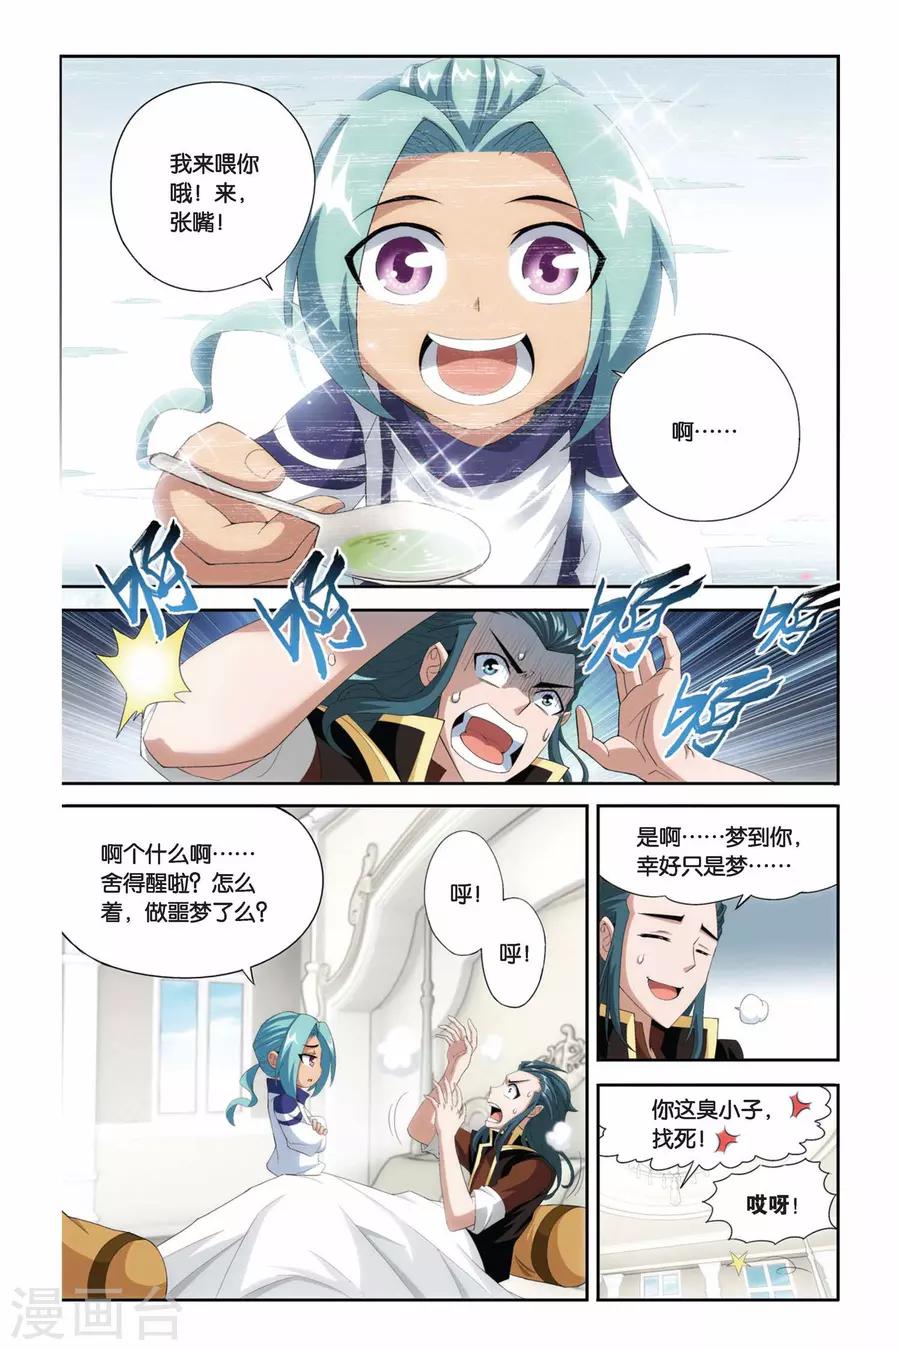 我来喂你
哦！来，
张嘴！
啊……
啊
啊
啊
啊
啊
啊个什么啊……
舍得醒啦？怎么
着，做噩梦了么？
呼！
呼！
是啊……梦到你，
幸好只是梦……
你这臭小子，
找死！
哎呀！
漫画台